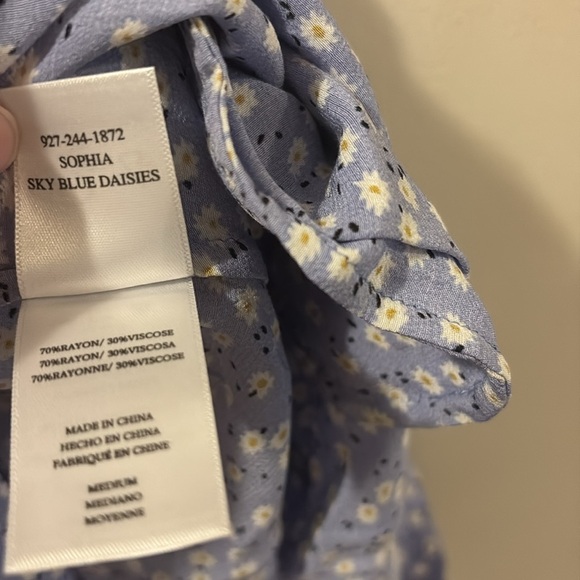 927-244-1872
SOPHIA
SKY BLUE DAISIES
70%RAYON/ 30%VISCOSE
70%RAYON/ 30%VISCOSA
70%RAYONNE/ 30%VISCOSE
MADE IN CHINA
HECHO EN CHINA
FABRIQUÉ EN CHINE
MEDIUM
MEDIANO
MOYENNE